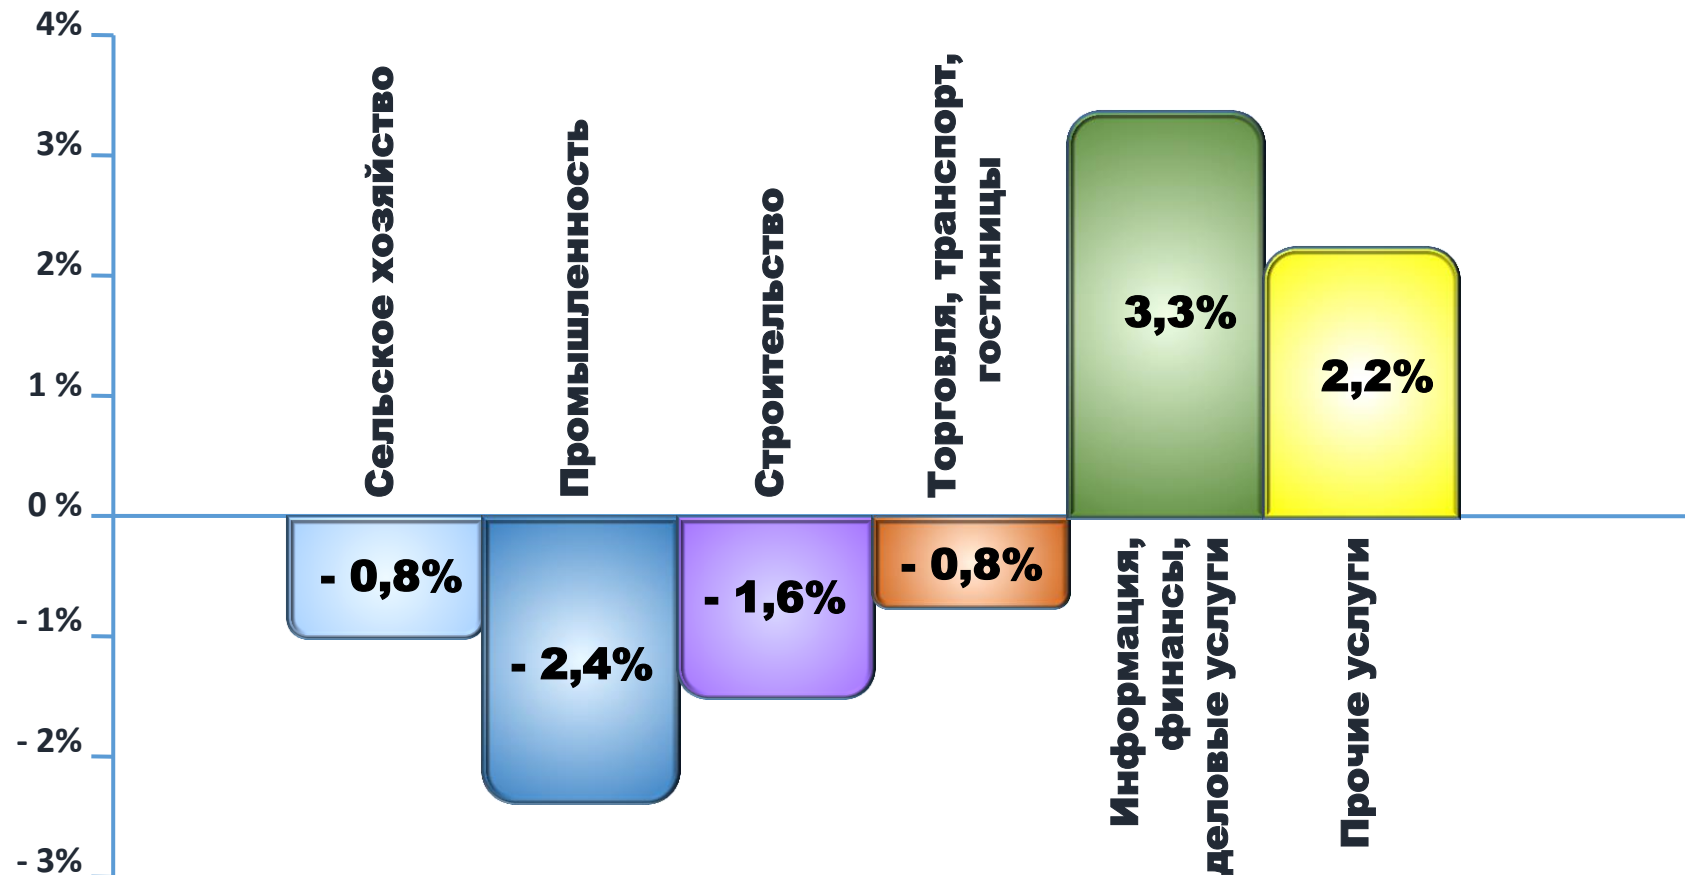 4%
3%
2%
1 %
0 %
- 1%
- 2%
- 3%
Сельское хозяйство
Промышленность
Строительство
Торговля, транспорт,
гостиницы
- 0,8%
- 2,4%
- 1,6%
- 0,8%
3,3%
2,2%
Информация,
финансы,
деловые услуги
Прочие услуги